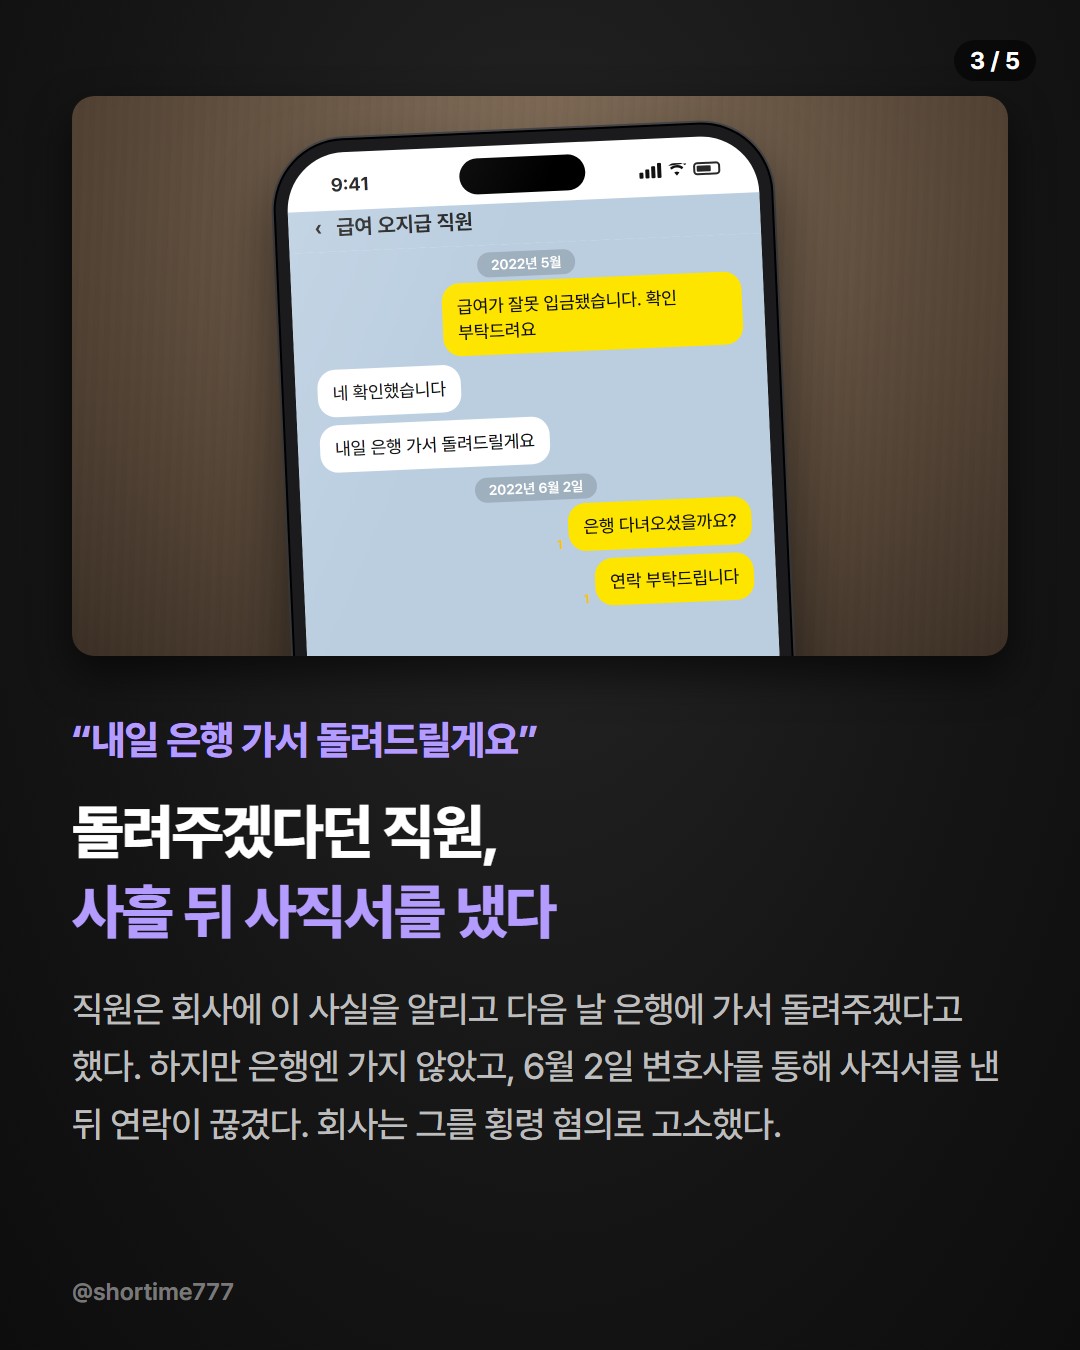 3 / 5
9:41
‹ 급여 오지급 직원
2022년 5월
급여가 잘못 입금됐습니다. 확인
부탁드려요
네 확인했습니다
내일 은행 가서 돌려드릴게요
2022년 6월 2일
은행 다녀오셨을까요?
1
연락 부탁드립니다
1
“내일 은행 가서 돌려드릴게요”
돌려주겠다던 직원,
사흘 뒤 사직서를 냈다
직원은 회사에 이 사실을 알리고 다음 날 은행에 가서 돌려주겠다고
했다. 하지만 은행엔 가지 않았고, 6월 2일 변호사를 통해 사직서를 낸
뒤 연락이 끊겼다. 회사는 그를 횡령 혐의로 고소했다.
@shortime777